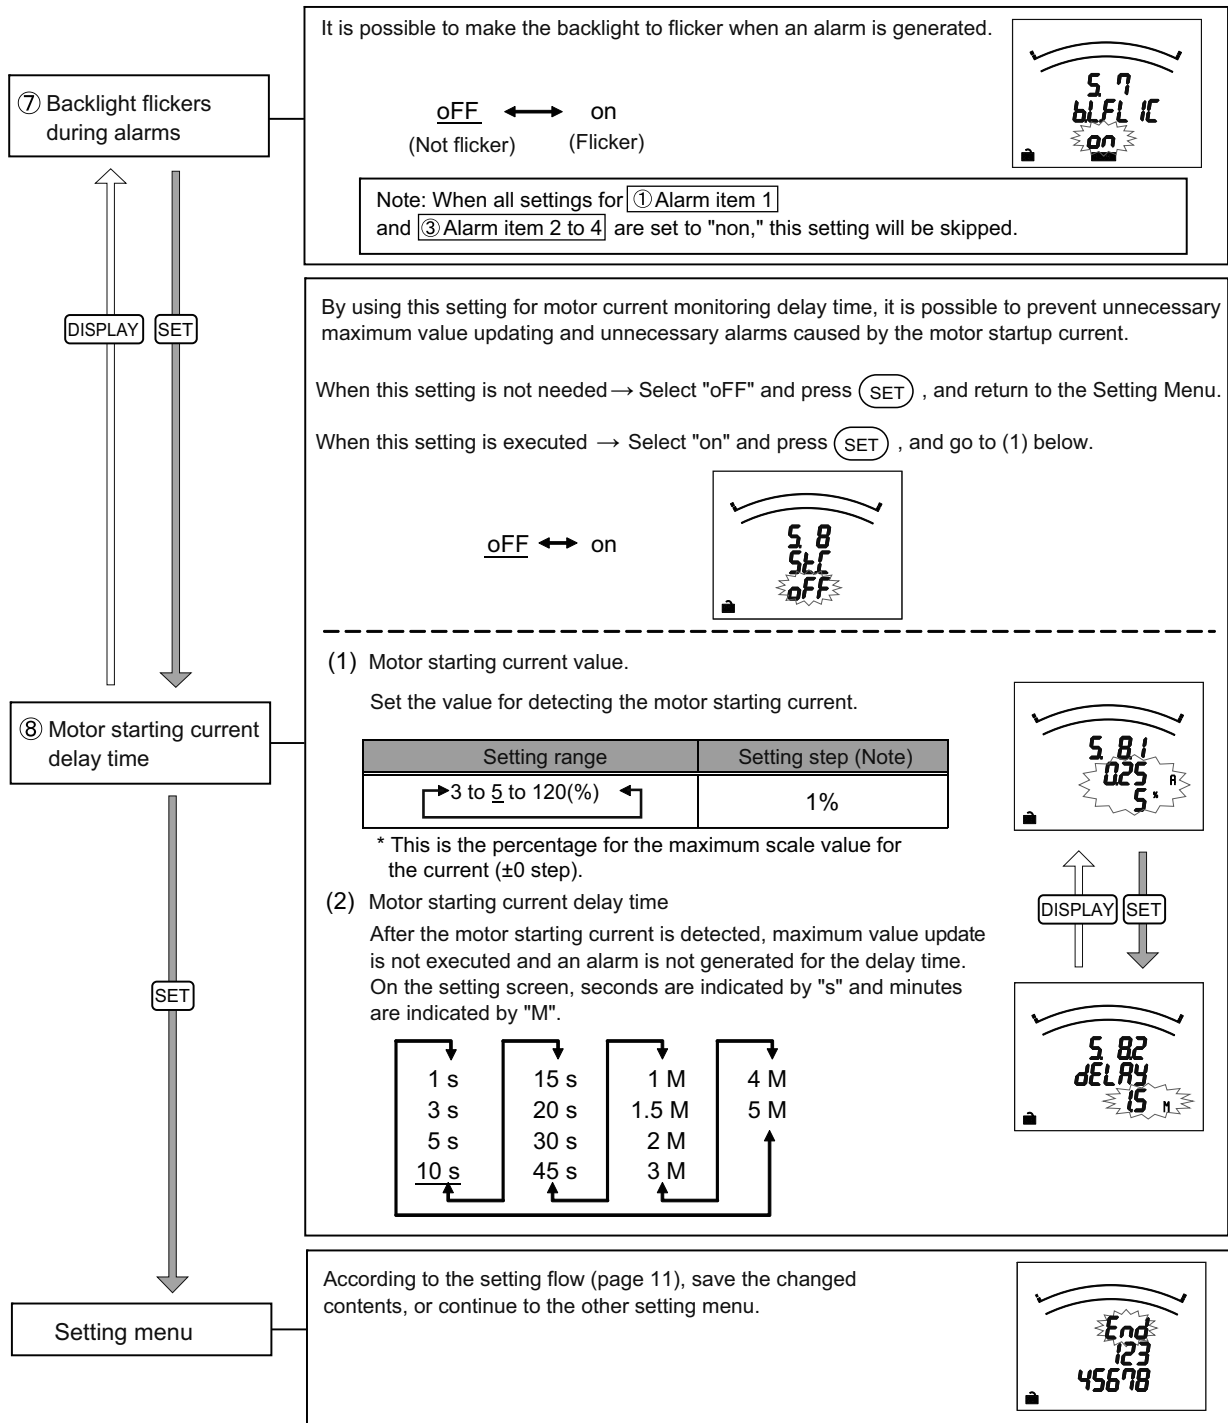 It is possible to make the backlight to flicker when an alarm is generated.
⑦ Backlight flickers
during alarms
oFF ⟷ on
(Not flicker) (Flicker)
5. 7
bLFLIC
on
Note: When all settings for ①Alarm item 1
and ③Alarm item 2 to 4 are set to "non," this setting will be skipped.
DISPLAY SET
By using this setting for motor current monitoring delay time, it is possible to prevent unnecessary
maximum value updating and unnecessary alarms caused by the motor startup current.
When this setting is not needed → Select "oFF" and press SET , and return to the Setting Menu.
When this setting is executed → Select "on" and press SET , and go to (1) below.
oFF ⟷ on
5. 8
StC
oFF
⑧ Motor starting current
delay time
(1) Motor starting current value.
Set the value for detecting the motor starting current.
Setting range Setting step (Note)
3 to 5 to 120(%) 1%
* This is the percentage for the maximum scale value for
the current (±0 step).
5. 8.1
0.25 A
5 %
DISPLAY SET
(2) Motor starting current delay time
After the motor starting current is detected, maximum value update
is not executed and an alarm is not generated for the delay time.
On the setting screen, seconds are indicated by "s" and minutes
are indicated by "M".
1 s 15 s 1 M 4 M
3 s 20 s 1.5 M 5 M
5 s 30 s 2 M
10 s 45 s 3 M
5. 8.2
dELAY
1.5 M
SET
Setting menu
According to the setting flow (page 11), save the changed
contents, or continue to the other setting menu.
End
123
45678